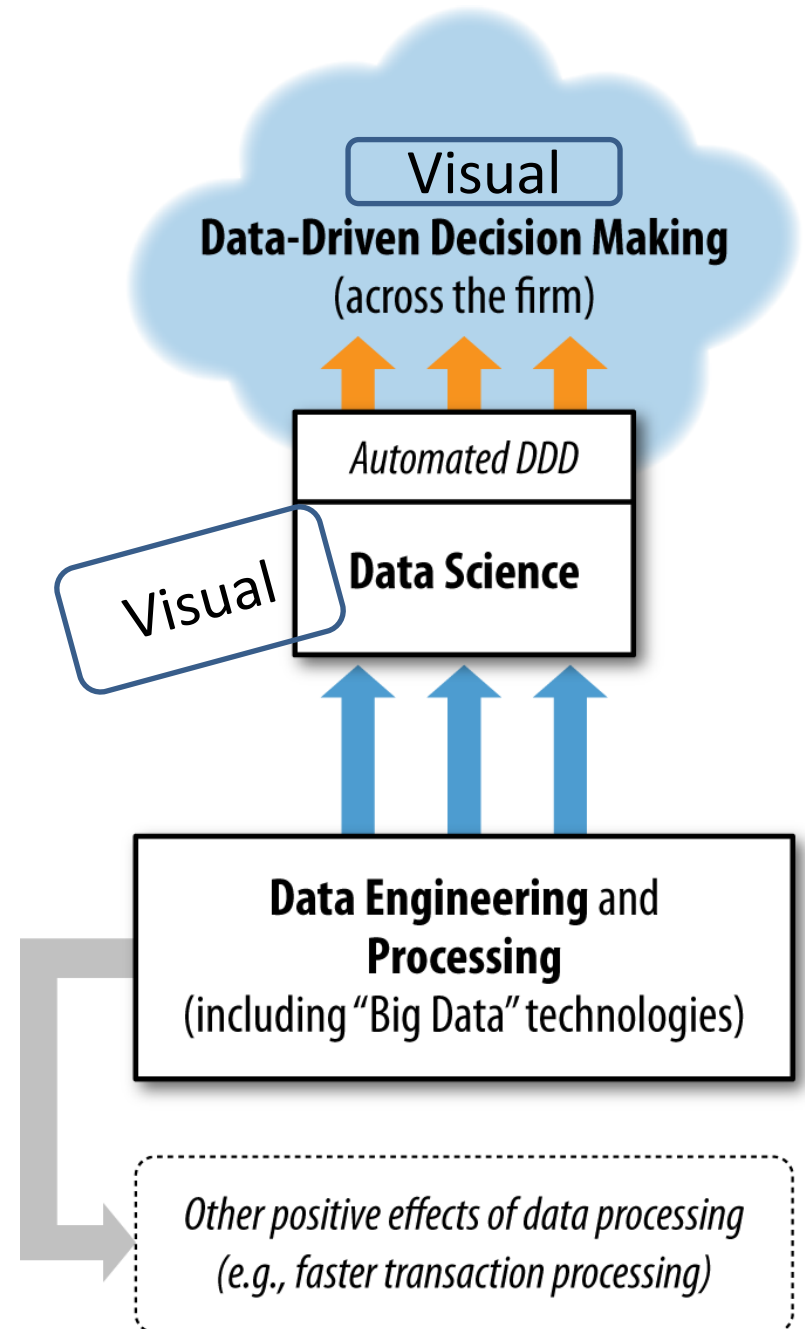 Visual
Data-Driven Decision Making
(across the firm)
Automated DDD
Visual
Data Science
Data Engineering and
Processing
(including “Big Data” technologies)
Other positive effects of data processing
(e.g., faster transaction processing)